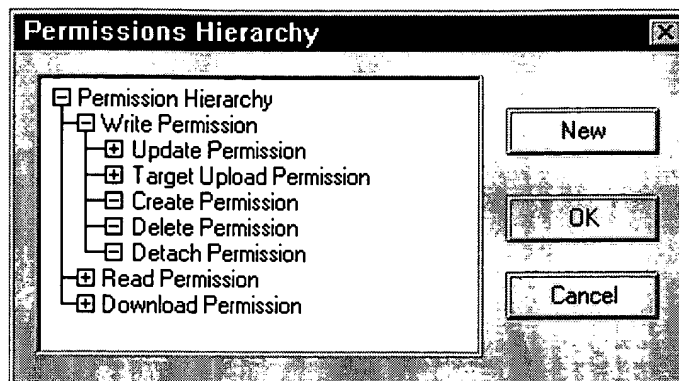 Permissions Hierarchy
Permission Hierarchy
Write Permission
Update Permission
Target Upload Permission
Create Permission
Delete Permission
Detach Permission
Read Permission
Download Permission
New
OK
Cancel